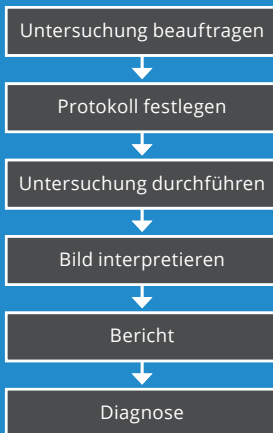 Untersuchung beauftragen
Protokoll festlegen
Untersuchung durchführen
Bild interpretieren
Bericht
Diagnose